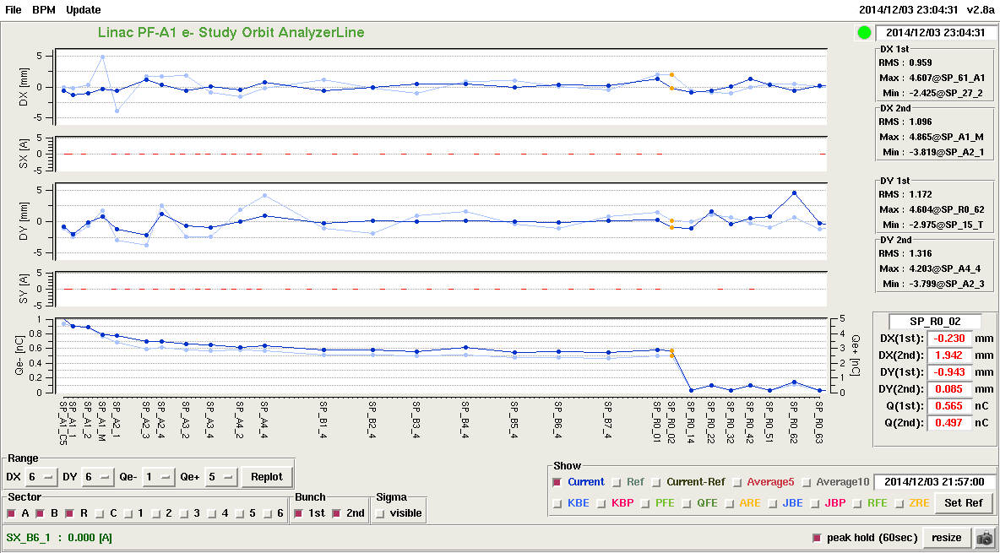 File BPM Update 2014/12/03 23:04:31 v2.8a
Linac PF-A1 e- Study Orbit AnalyzerLine
2014/12/03 23:04:31
DX 1st
RMS : 0.959
Max : 4.607@SP_61_A1
Min : -2.425@SP_27_2
DX 2nd
RMS : 1.096
Max : 4.865@SP_A1_M
Min : -3.819@SP_A2_1
DY 1st
RMS : 1.172
Max : 4.604@SP_R0_62
Min : -2.975@SP_15_T
DY 2nd
RMS : 1.316
Max : 4.203@SP_A4_4
Min : -3.799@SP_A2_3
DX [mm]
5
0
-5
SX [A]
5
0
-5
DY [mm]
5
0
-5
SY [A]
5
0
-5
Qe- [nC]
1
0.8
0.6
0.4
0.2
0
5
4
3
2
1
0
Qe+ [nC]
SP_A1_C5
SP_A1_1
SP_A1_2
SP_A1_M
SP_A2_1
SP_A2_3
SP_A2_4
SP_A3_2
SP_A3_4
SP_A4_2
SP_A4_4
SP_B1_4
SP_B2_4
SP_B3_4
SP_B4_4
SP_B5_4
SP_B6_4
SP_B7_4
SP_R0_01
SP_R0_02
SP_R0_14
SP_R0_22
SP_R0_32
SP_R0_42
SP_R0_51
SP_R0_62
SP_R0_63
SP_R0_02
DX(1st): -0.230 mm
DX(2nd): 1.942 mm
DY(1st): -0.943 mm
DY(2nd): 0.085 mm
Q(1st): 0.565 nC
Q(2nd): 0.497 nC
Range
DX 6 DY 6 Qe- 1 Qe+ 5 Replot
Sector
A B R C 1 2 3 4 5 6
Bunch
1st 2nd
Sigma
visible
Show
Current Ref Current-Ref Average5 Average10 2014/12/03 21:57:00
KBE KBP PFE QFE ARE JBE JBP RFE ZRE Set Ref
SX_B6_1 : 0.000 [A]
peak hold (60sec) resize